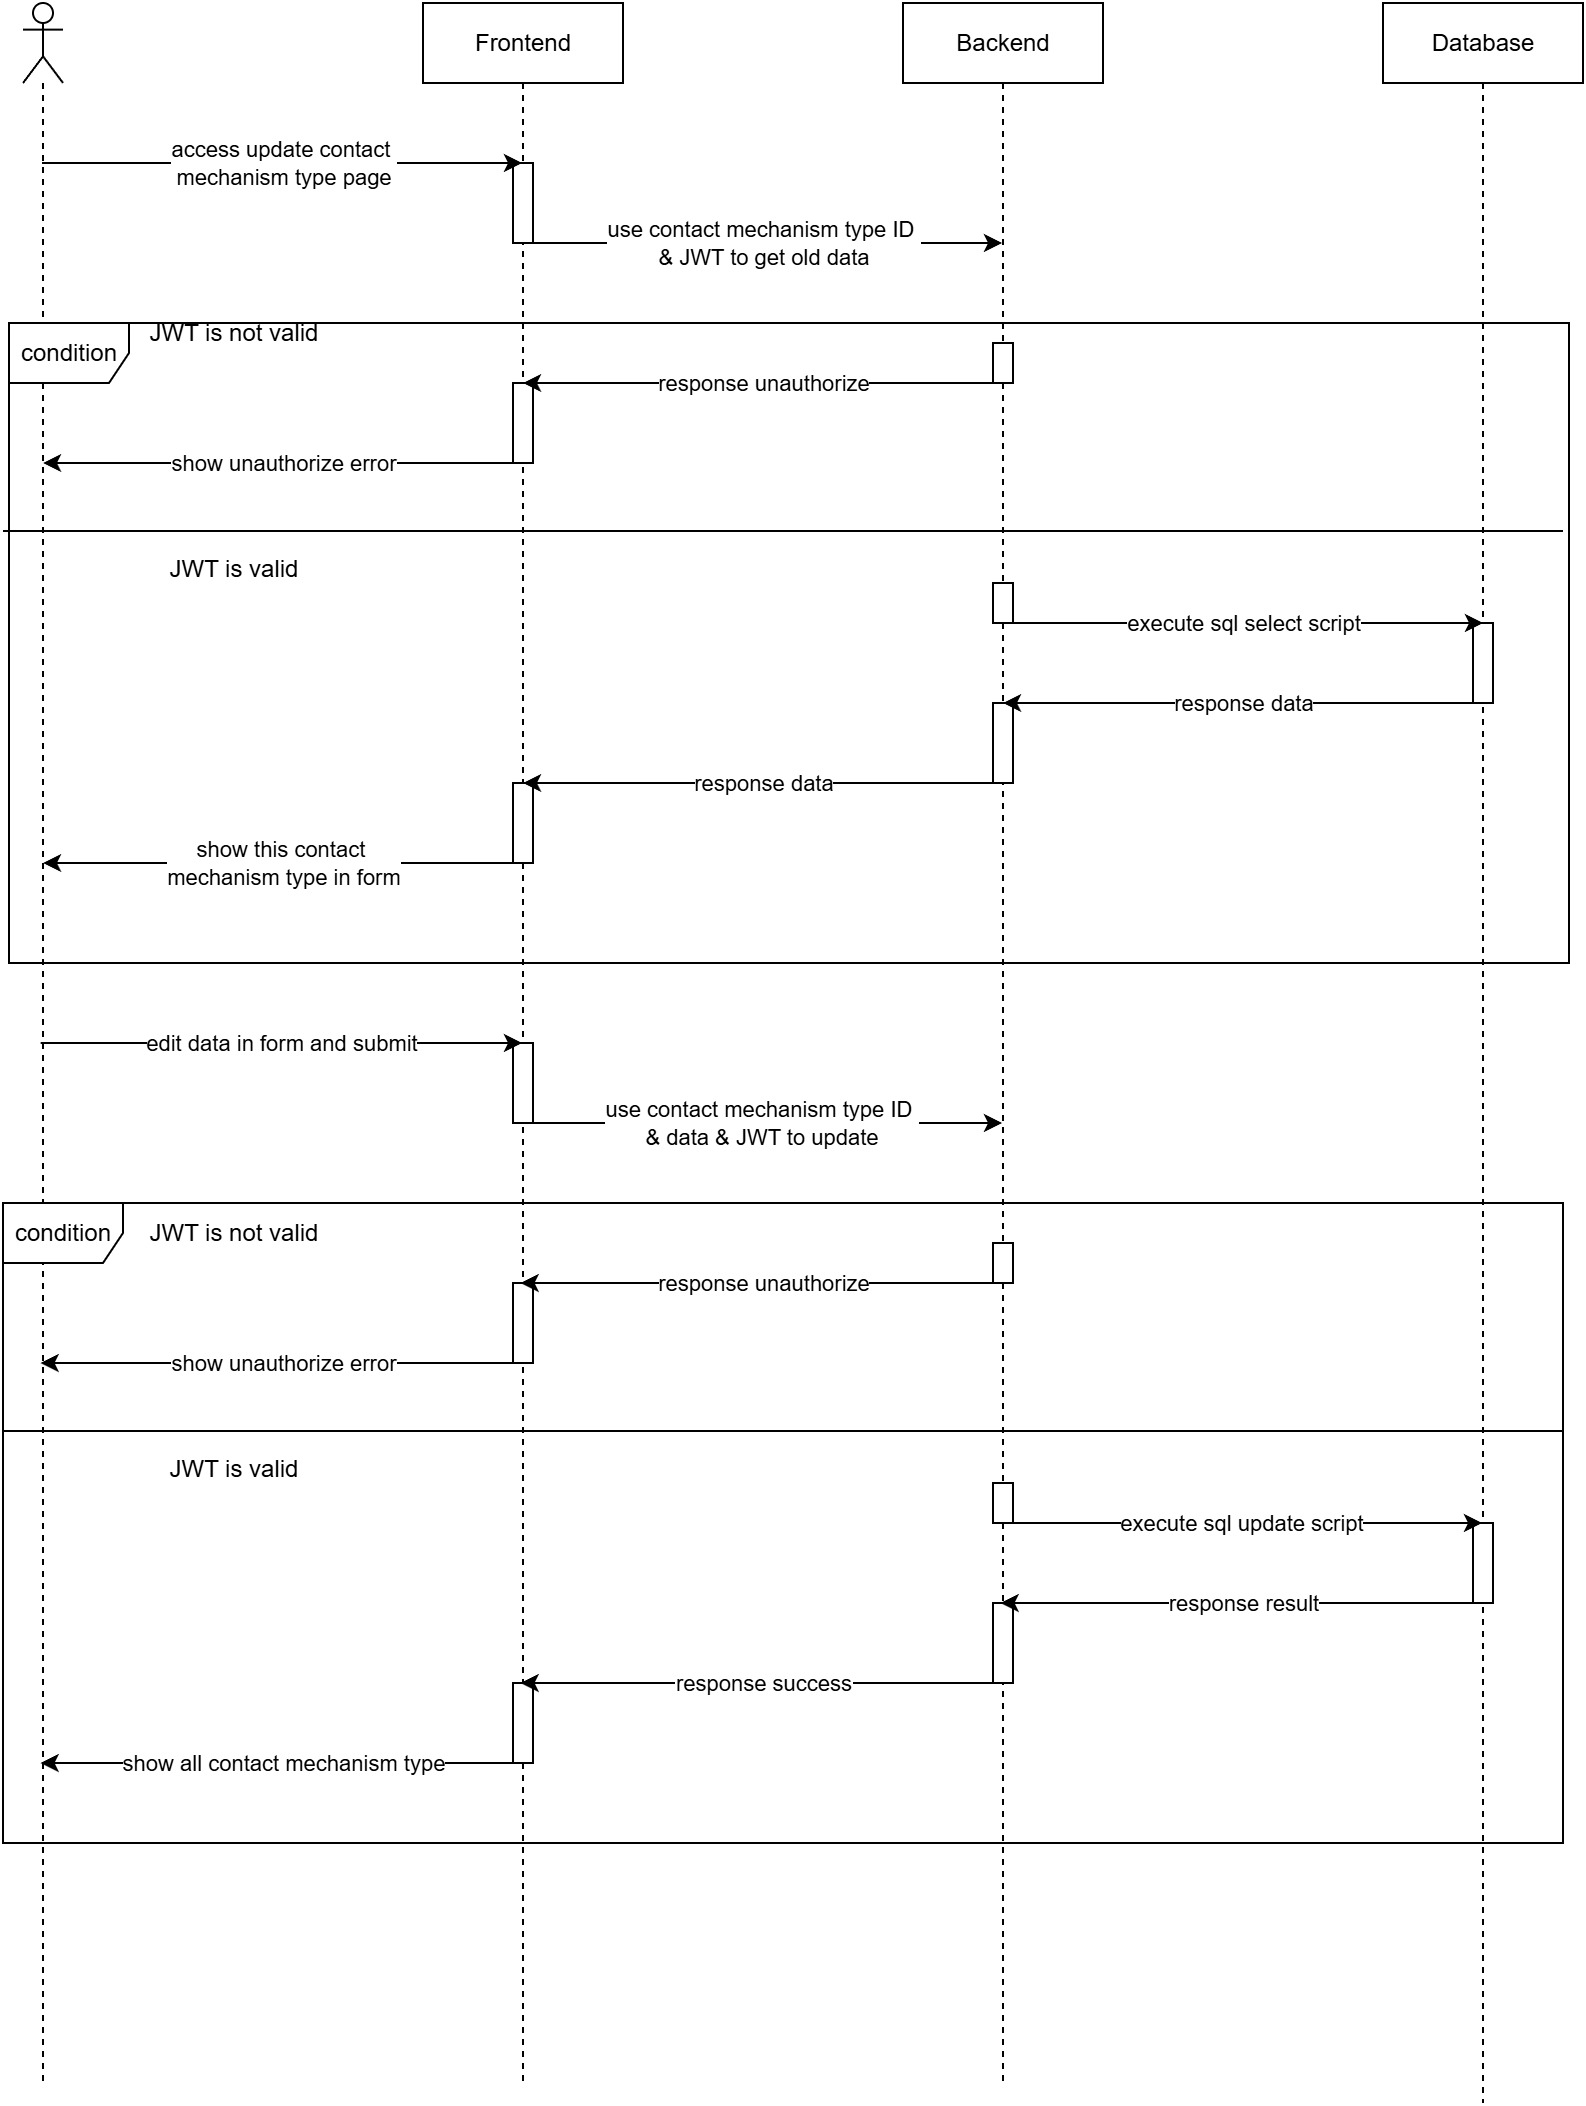 Frontend
Backend
Database
access update contact
mechanism type page
use contact mechanism type ID
& JWT to get old data
condition
JWT is not valid
response unauthorize
show unauthorize error
JWT is valid
execute sql select script
response data
response data
show this contact
mechanism type in form
edit data in form and submit
use contact mechanism type ID
& data & JWT to update
condition
JWT is not valid
response unauthorize
show unauthorize error
JWT is valid
execute sql update script
response result
response success
show all contact mechanism type